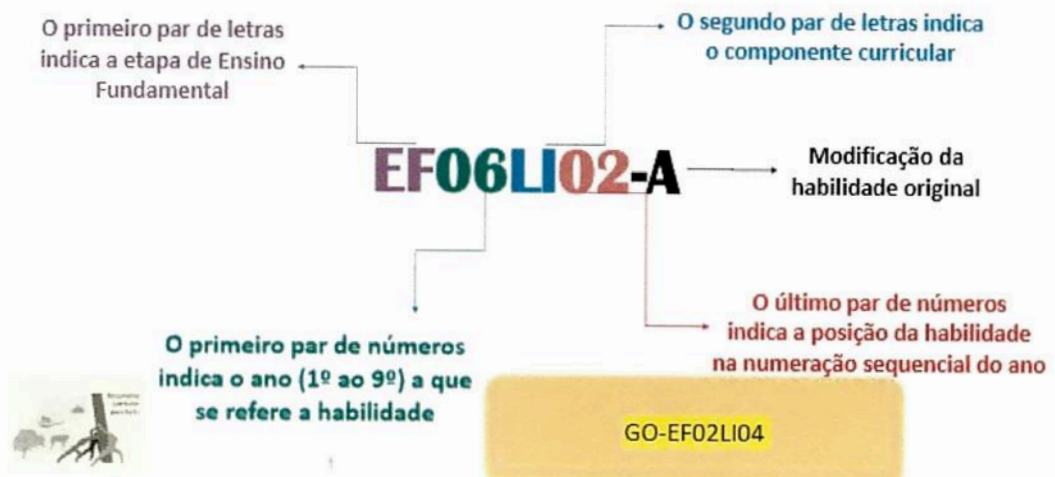 O primeiro par de letras
indica a etapa de Ensino
Fundamental
O segundo par de letras indica
o componente curricular
EF06LI02-A
Modificação da
habilidade original
O último par de números
indica a posição da habilidade
na numeração sequencial do ano
O primeiro par de números
indica o ano (1º ao 9º) a que
se refere a habilidade
GO-EF02LI04